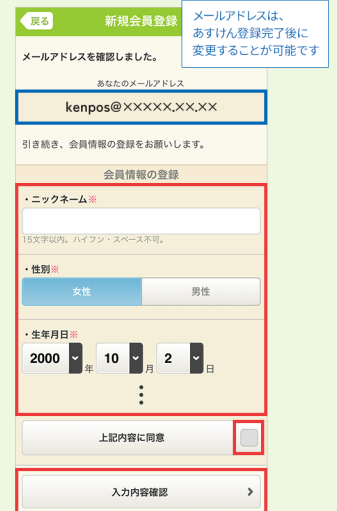 戻る
新規会員登録
メールアドレスは、
あすけん登録完了後に
変更することが可能です
メールアドレスを確認しました。
あなたのメールアドレス
kenpos@×××××.××.××
引き続き、会員情報の登録をお願いします。
会員情報の登録
・ニックネーム※
15文字以内。ハイフン・スペース不可。
・性別※
女性 男性
・生年月日※
2000 年 10 月 2 日
上記内容に同意
入力内容確認